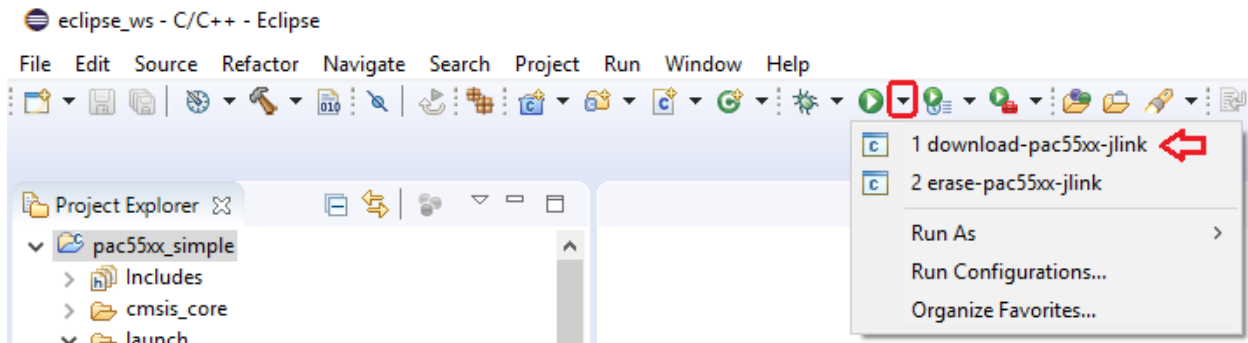 eclipse_ws - C/C++ - Eclipse
File Edit Source Refactor Navigate Search Project Run Window Help
1 download-pac55xx-jlink
2 erase-pac55xx-jlink
Run As
Run Configurations...
Organize Favorites...
Project Explorer
pac55xx_simple
Includes
cmsis_core
launch